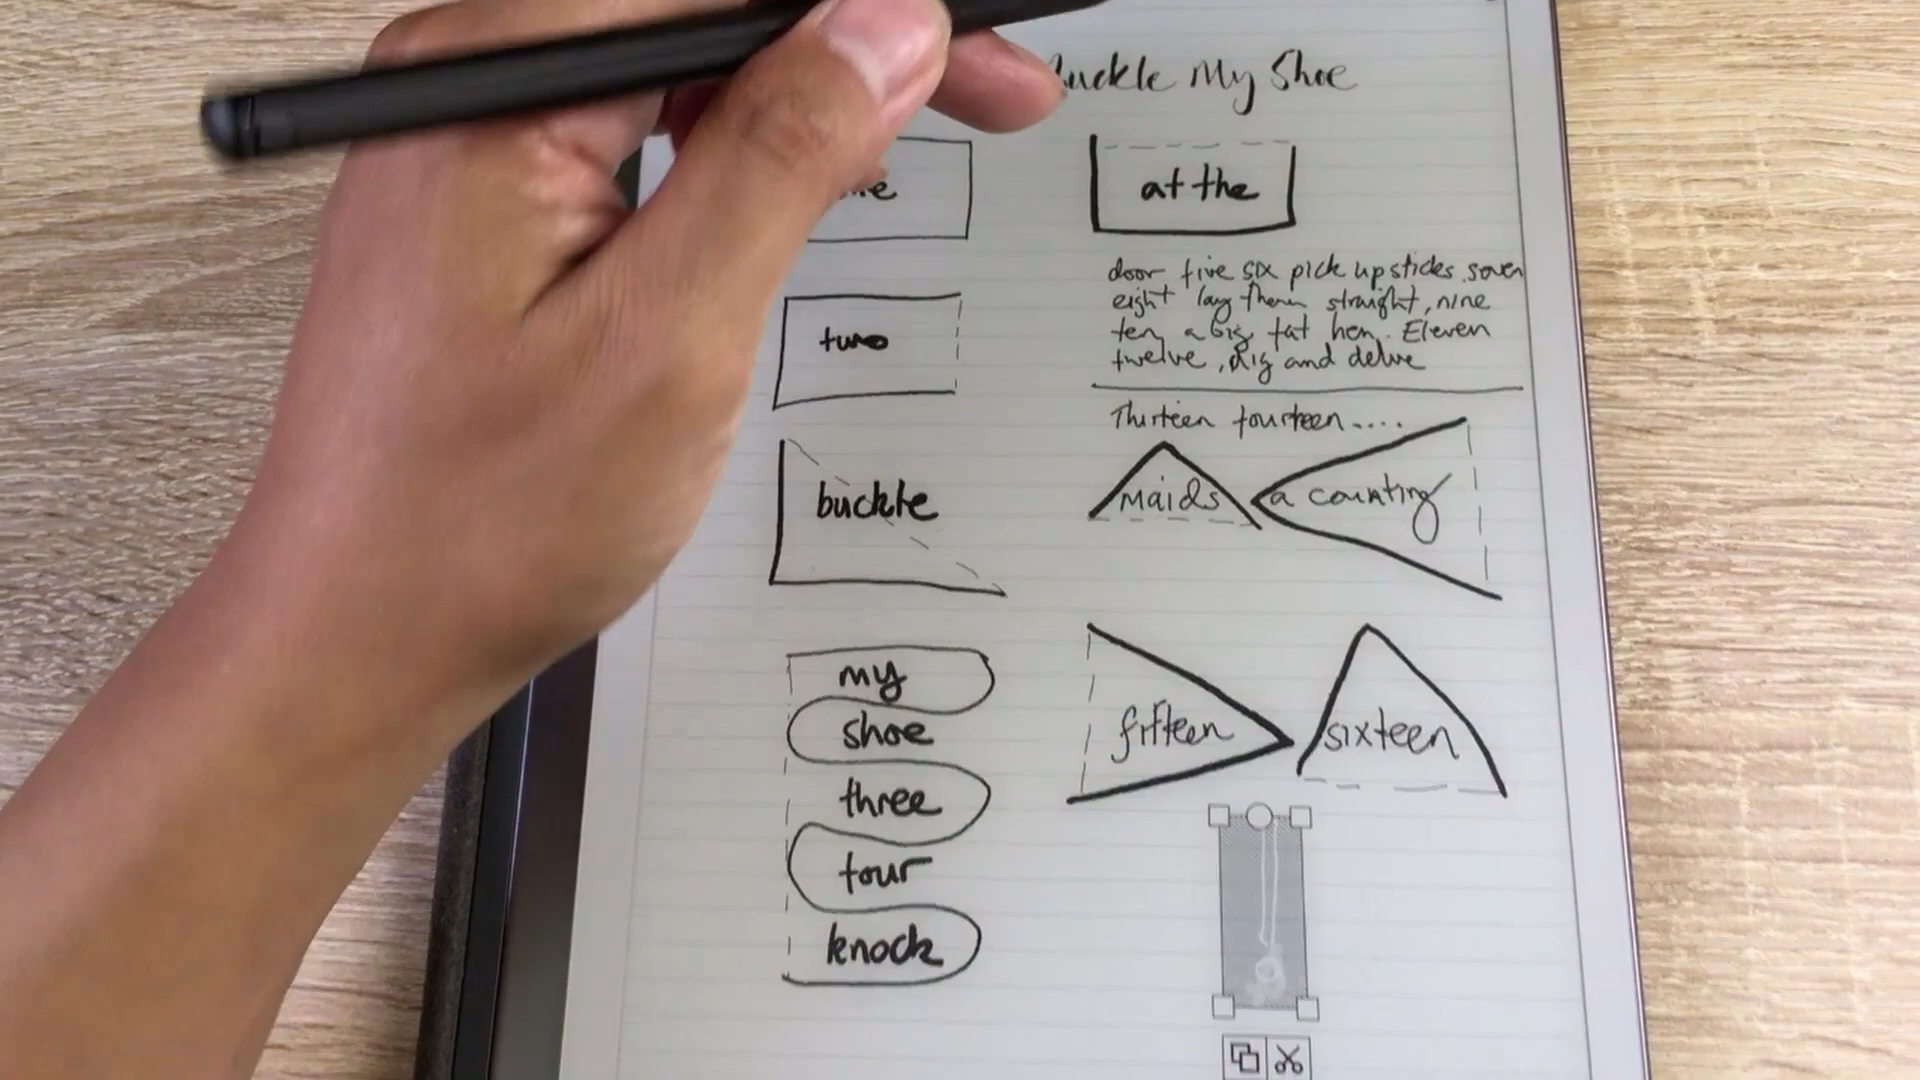 Buckle My Shoe
two
buckle
my
shoe
three
four
knock
at the
door five six pick up sticks seven
eight lay them straight, nine
ten a big fat hen. Eleven
twelve, dig and delve
Thirteen fourteen....
Maids
a counting
fifteen
sixteen